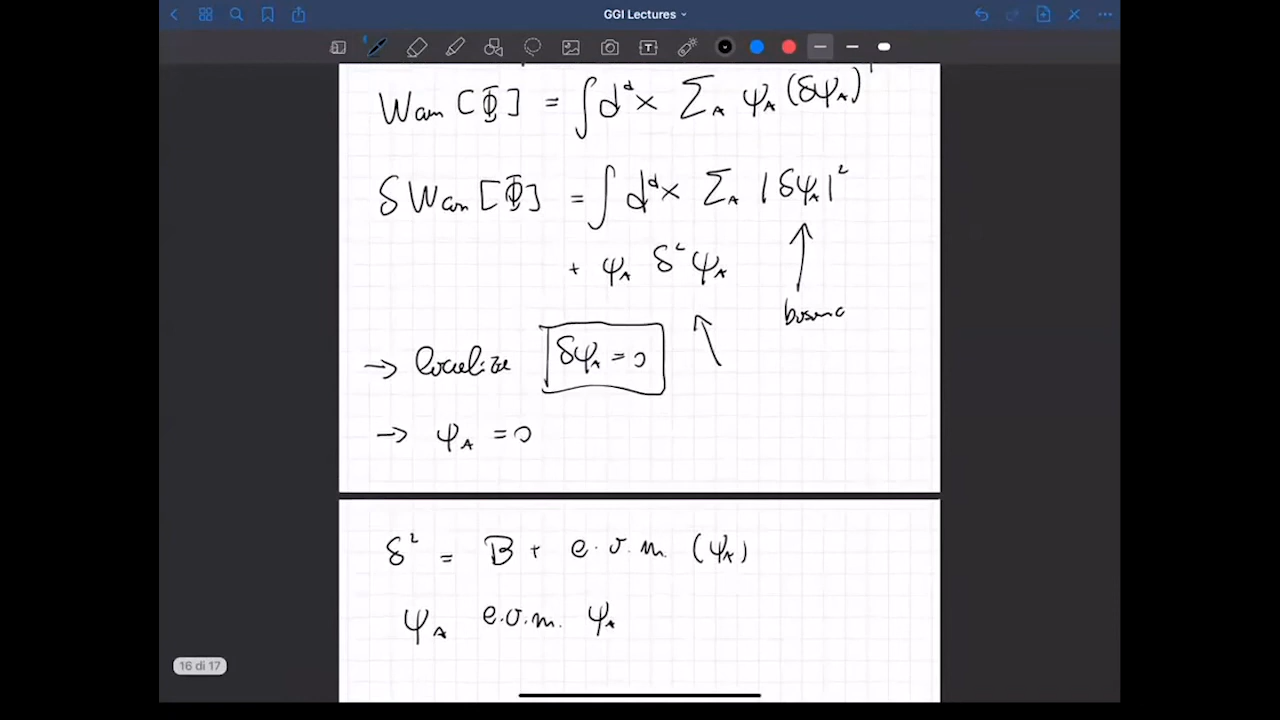 GGI Lectures
W_can [Φ] = ∫ d^d x Σ_A ψ_A (δψ_A)^†
δ W_can [Φ] = ∫ d^d x Σ_A |δψ_A|²
+ ψ_A δ² ψ_A
→ localize δψ_A = 0
→ ψ_A = 0
δ² = B + e.o.m. (ψ_A)
ψ_A e.o.m. ψ_A
16 di 17